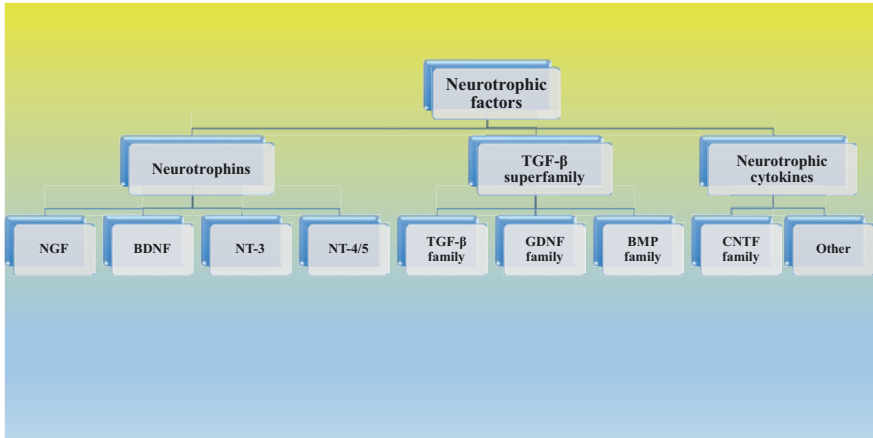 Neurotrophic
factors
Neurotrophins
TGF-β
superfamily
Neurotrophic
cytokines
NGF
BDNF
NT-3
NT-4/5
TGF-β
family
GDNF
family
BMP
family
CNTF
family
Other